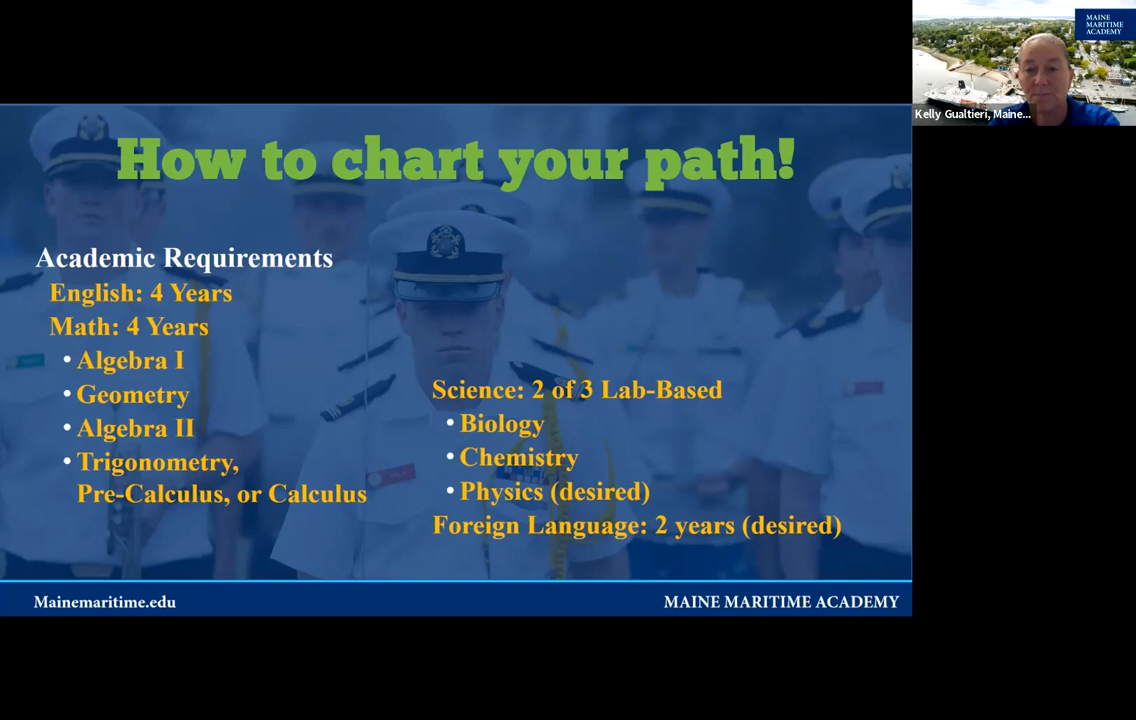 MAINE
MARITIME
ACADEMY
Kelly Gualtieri, Maine...
How to chart your path!
Academic Requirements
English: 4 Years
Math: 4 Years
• Algebra I
• Geometry
• Algebra II
• Trigonometry,
Pre-Calculus, or Calculus
Science: 2 of 3 Lab-Based
• Biology
• Chemistry
• Physics (desired)
Foreign Language: 2 years (desired)
Mainemaritime.edu
MAINE MARITIME ACADEMY